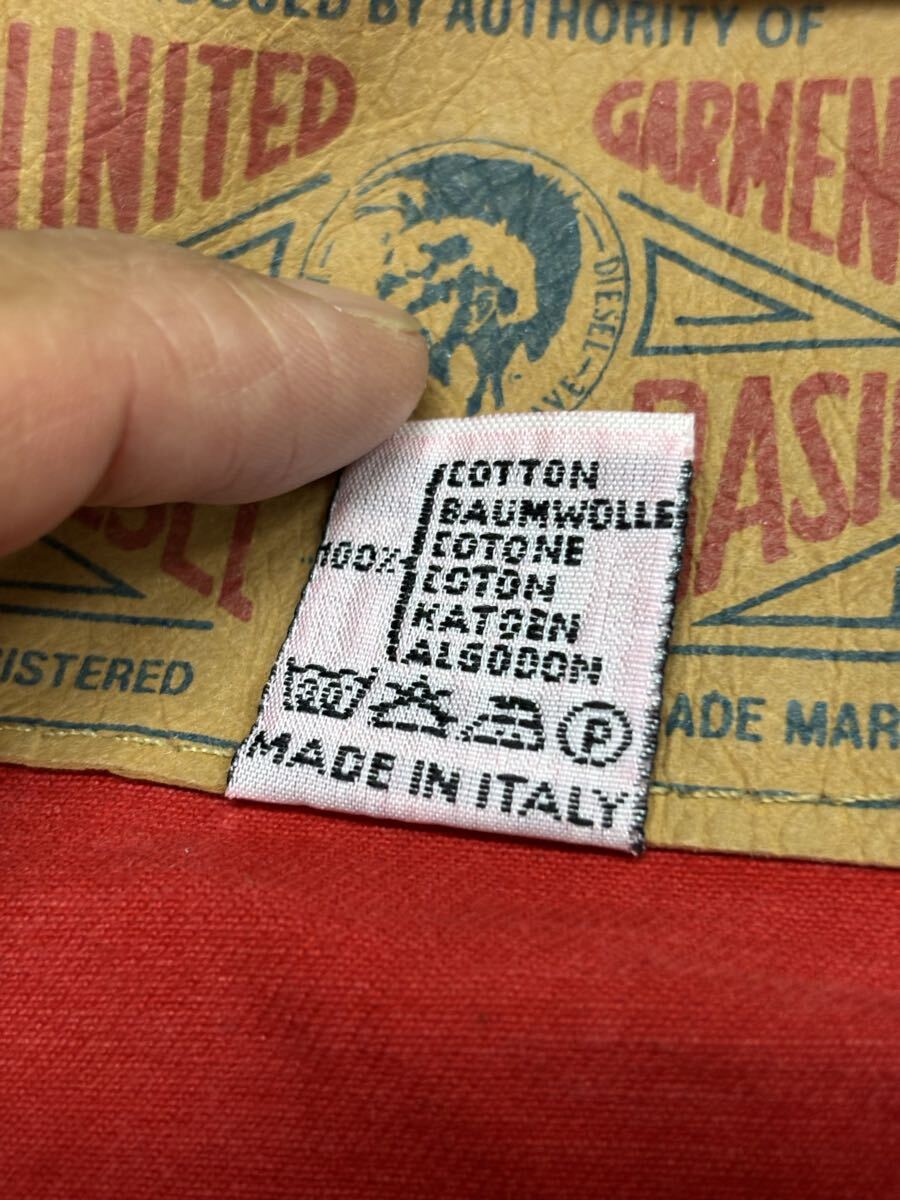 BY AUTHORITY OF
UNITED
GARMEN
DIESEL
BASI
100%
COTTON
BAUMWOLLE
COTONE
COTON
KATOEN
ALGODON
P
MADE IN ITALY
ISTERED
ADE MAR